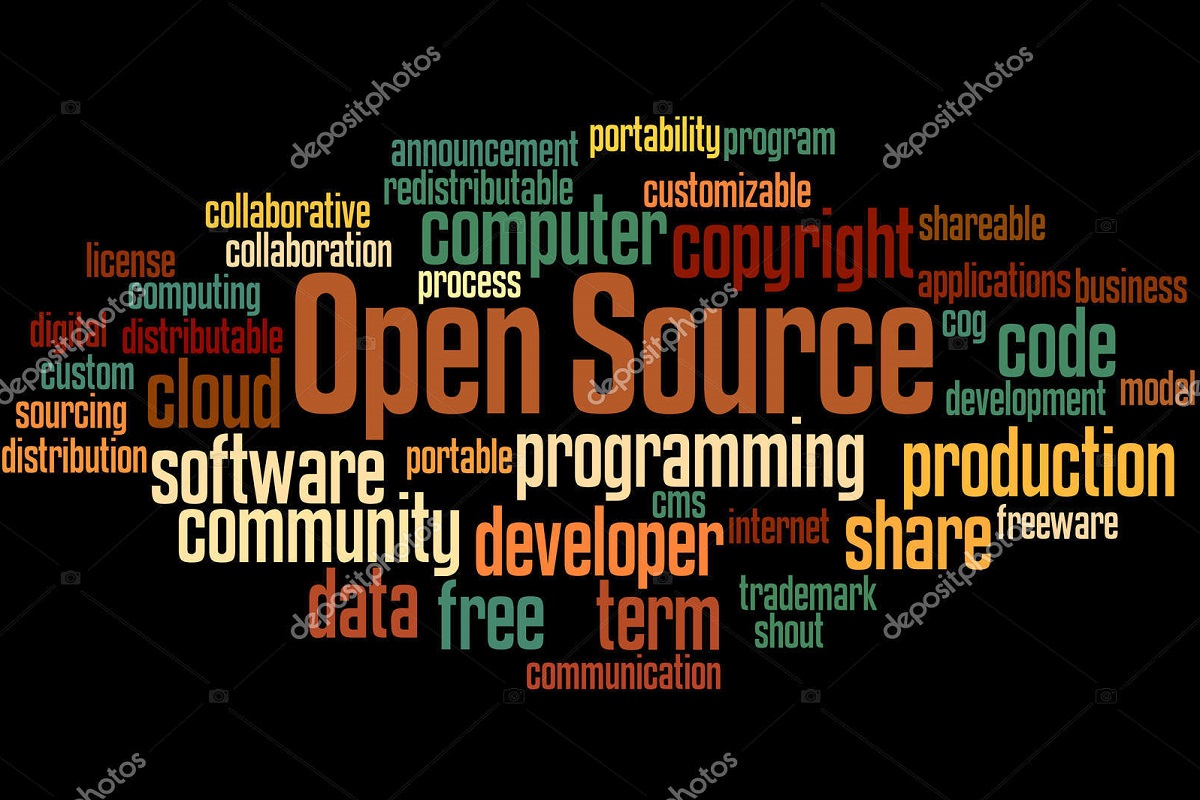 depositphotos
depositphotos
portability program
announcement
redistributable
customizable
collaborative
computer
copyright
shareable
collaboration
license
process
applications
business
computing
Open Source
cog
code
digital
distributable
custom
cloud
development
model
sourcing
distribution
software
portable
programming
production
cms
community
developer
internet
share
freeware
data
free
term
trademark
shout
communication
depositphotos
depositphotos
depositphotos
depositphotos
depositphotos
depositphotos